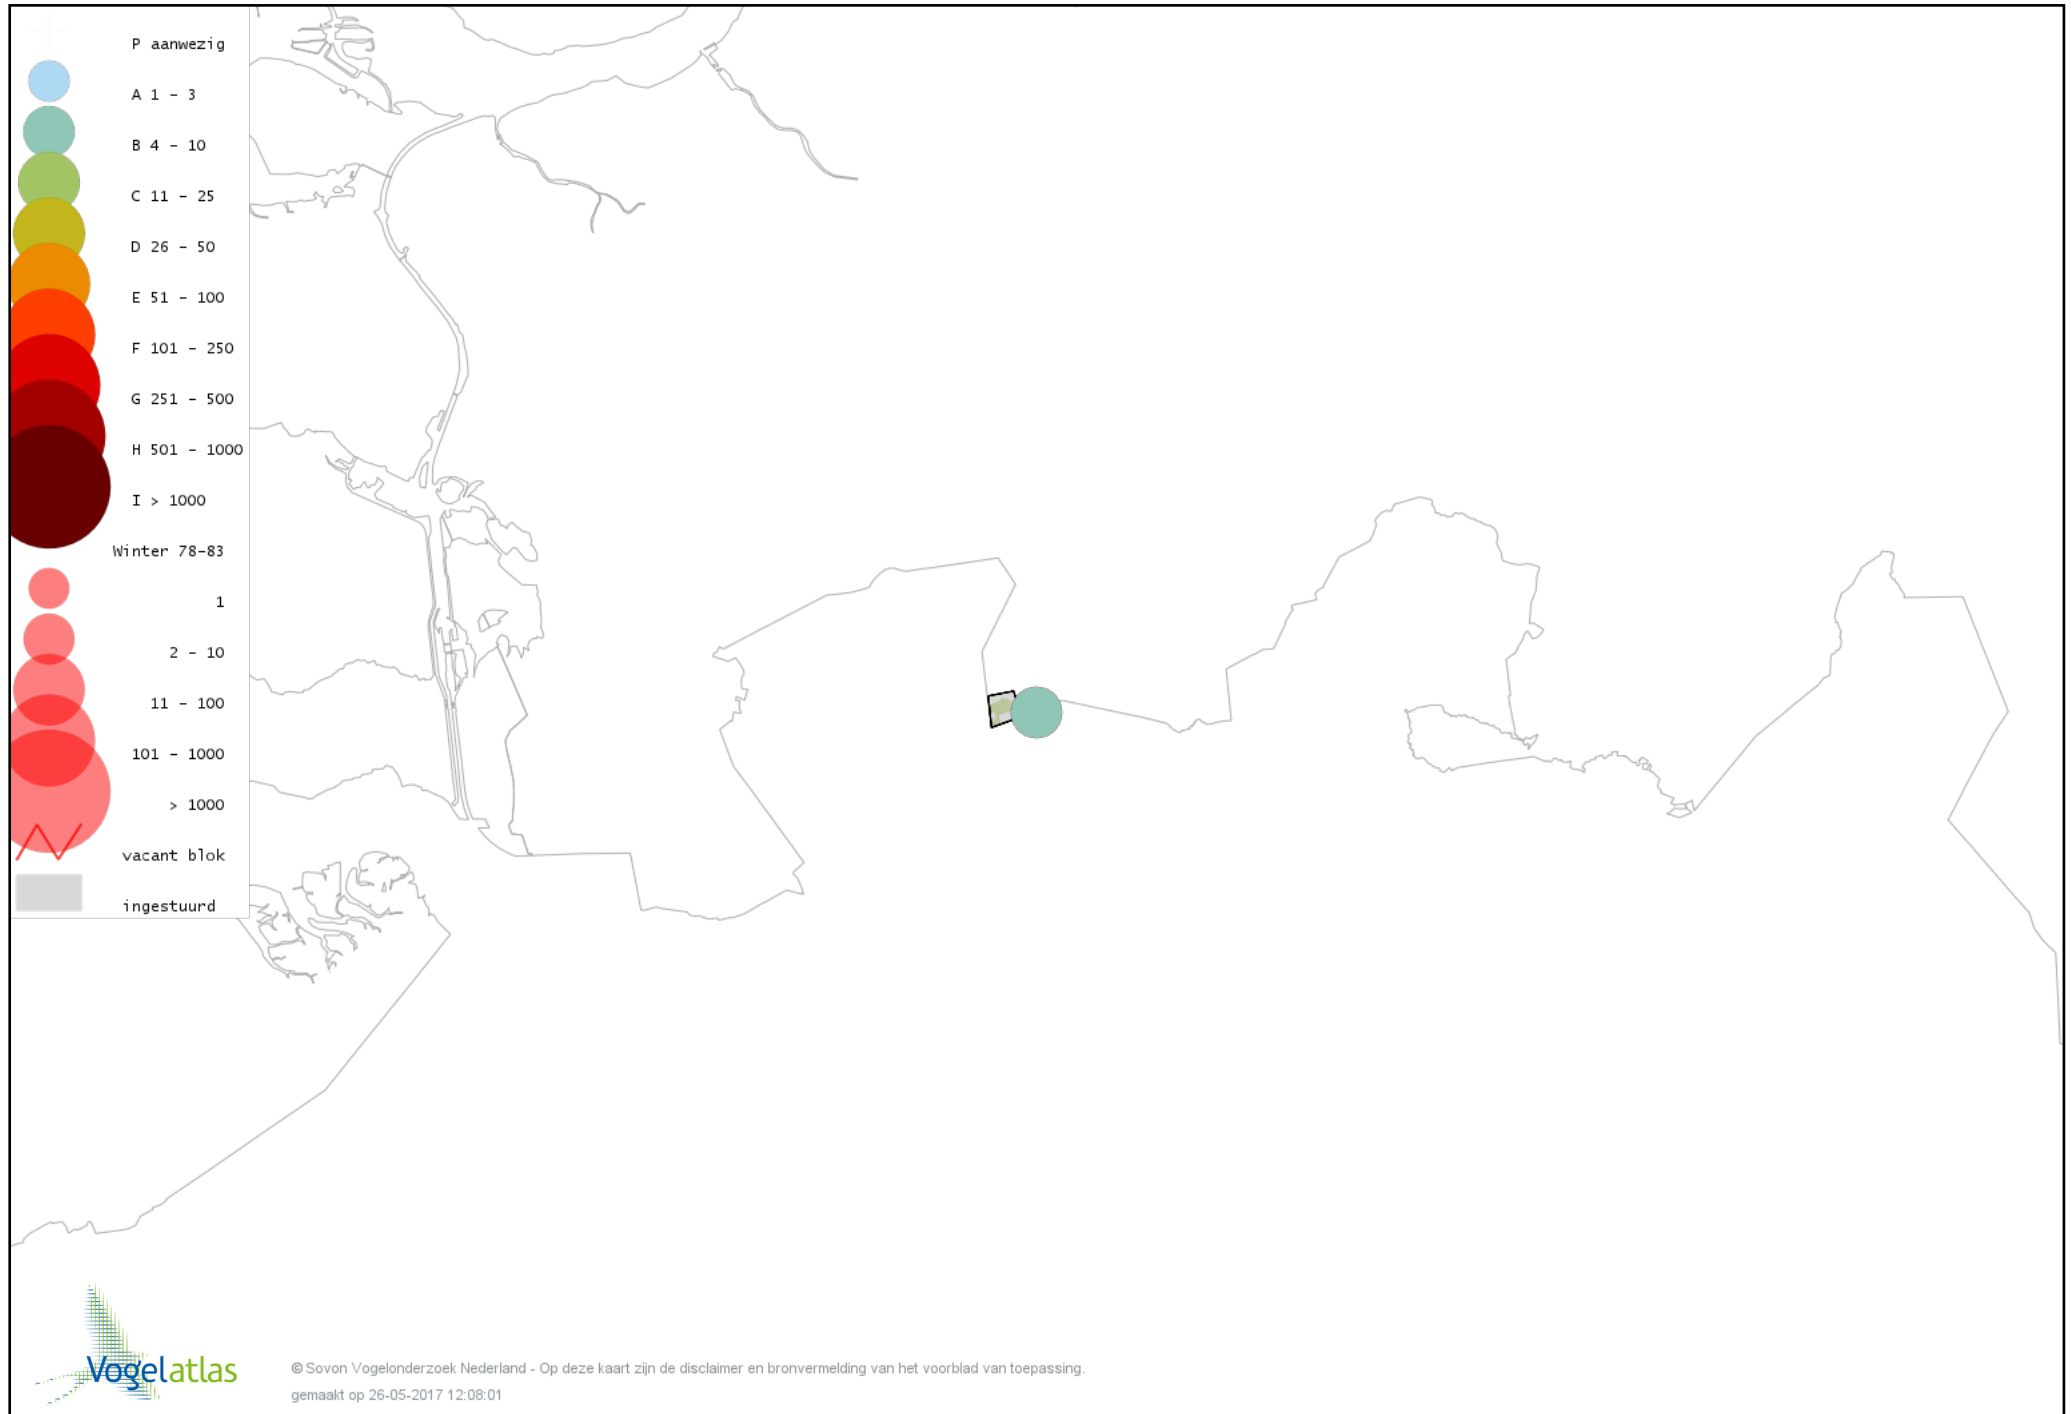 P aanwezig
A 1 – 3
B 4 – 10
C 11 – 25
D 26 – 50
E 51 – 100
F 101 – 250
G 251 – 500
H 501 – 1000
I > 1000
Winter 78–83
1
2 – 10
11 – 100
101 – 1000
> 1000
vacant blok
ingestuurd
Vogelatlas
© Sovon Vogelonderzoek Nederland - Op deze kaart zijn de disclaimer en bronvermelding van het voorblad van toepassing.
gemaakt op 26-05-2017 12:08:01